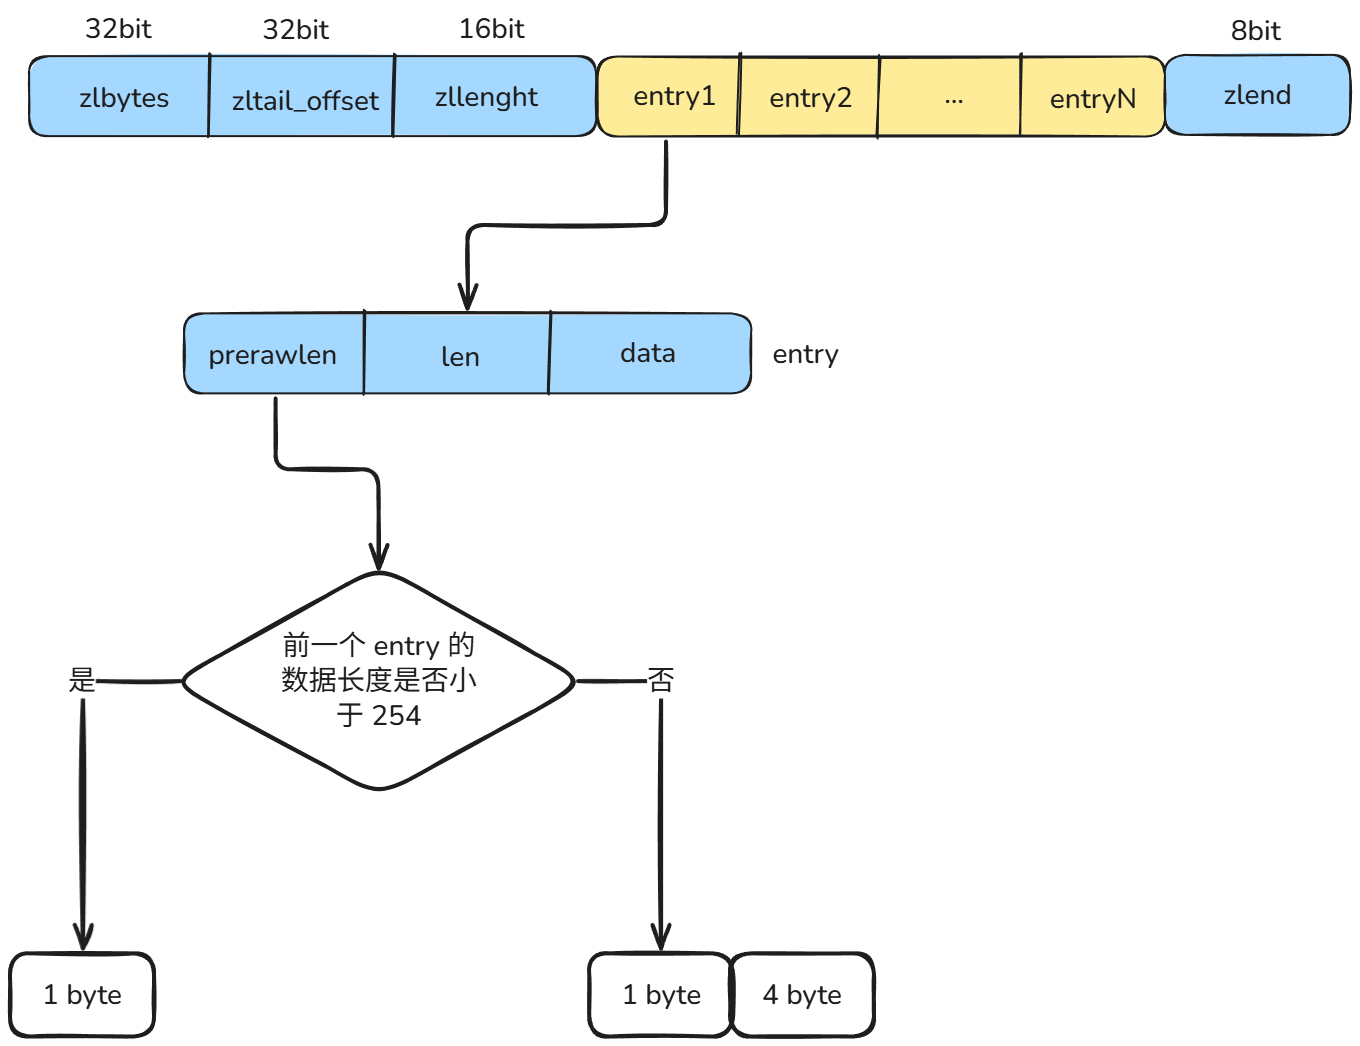 32bit
32bit
16bit
8bit
zlbytes
zltail_offset
zllenght
entry1
entry2
...
entryN
zlend
prerawlen
len
data
entry
前一个 entry 的
数据长度是否小
于 254
是
否
1 byte
1 byte
4 byte